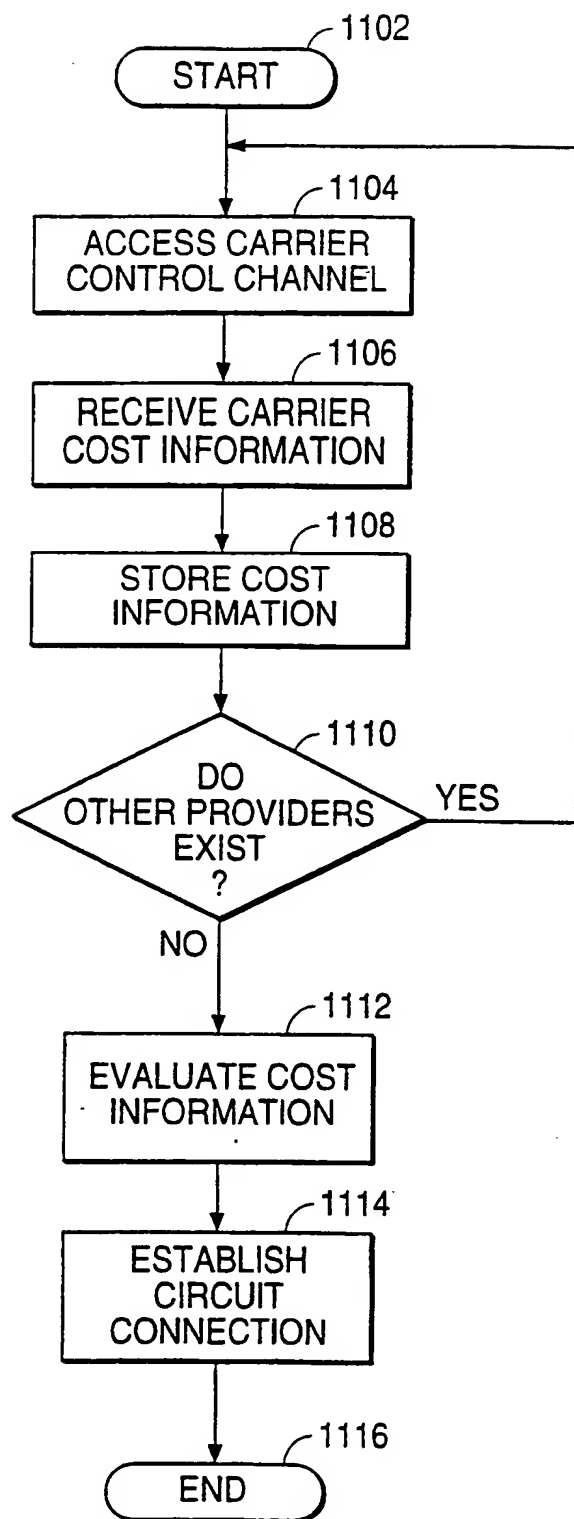 1102
START
1104
ACCESS CARRIER
CONTROL CHANNEL
1106
RECEIVE CARRIER
COST INFORMATION
1108
STORE COST
INFORMATION
1110
DO
OTHER PROVIDERS
EXIST
?
YES
NO
1112
EVALUATE COST
INFORMATION
1114
ESTABLISH
CIRCUIT
CONNECTION
1116
END